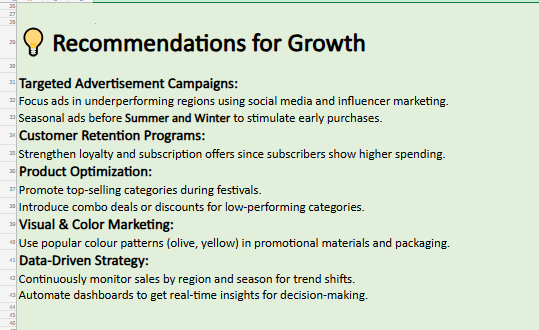 26
27
28
29 Recommendations for Growth
30
31 Targeted Advertisement Campaigns:
32 Focus ads in underperforming regions using social media and influencer marketing.
33 Seasonal ads before Summer and Winter to stimulate early purchases.
34 Customer Retention Programs:
35 Strengthen loyalty and subscription offers since subscribers show higher spending.
36 Product Optimization:
37 Promote top-selling categories during festivals.
38 Introduce combo deals or discounts for low-performing categories.
39 Visual & Color Marketing:
40 Use popular colour patterns (olive, yellow) in promotional materials and packaging.
41 Data-Driven Strategy:
42 Continuously monitor sales by region and season for trend shifts.
43 Automate dashboards to get real-time insights for decision-making.
44
45
46